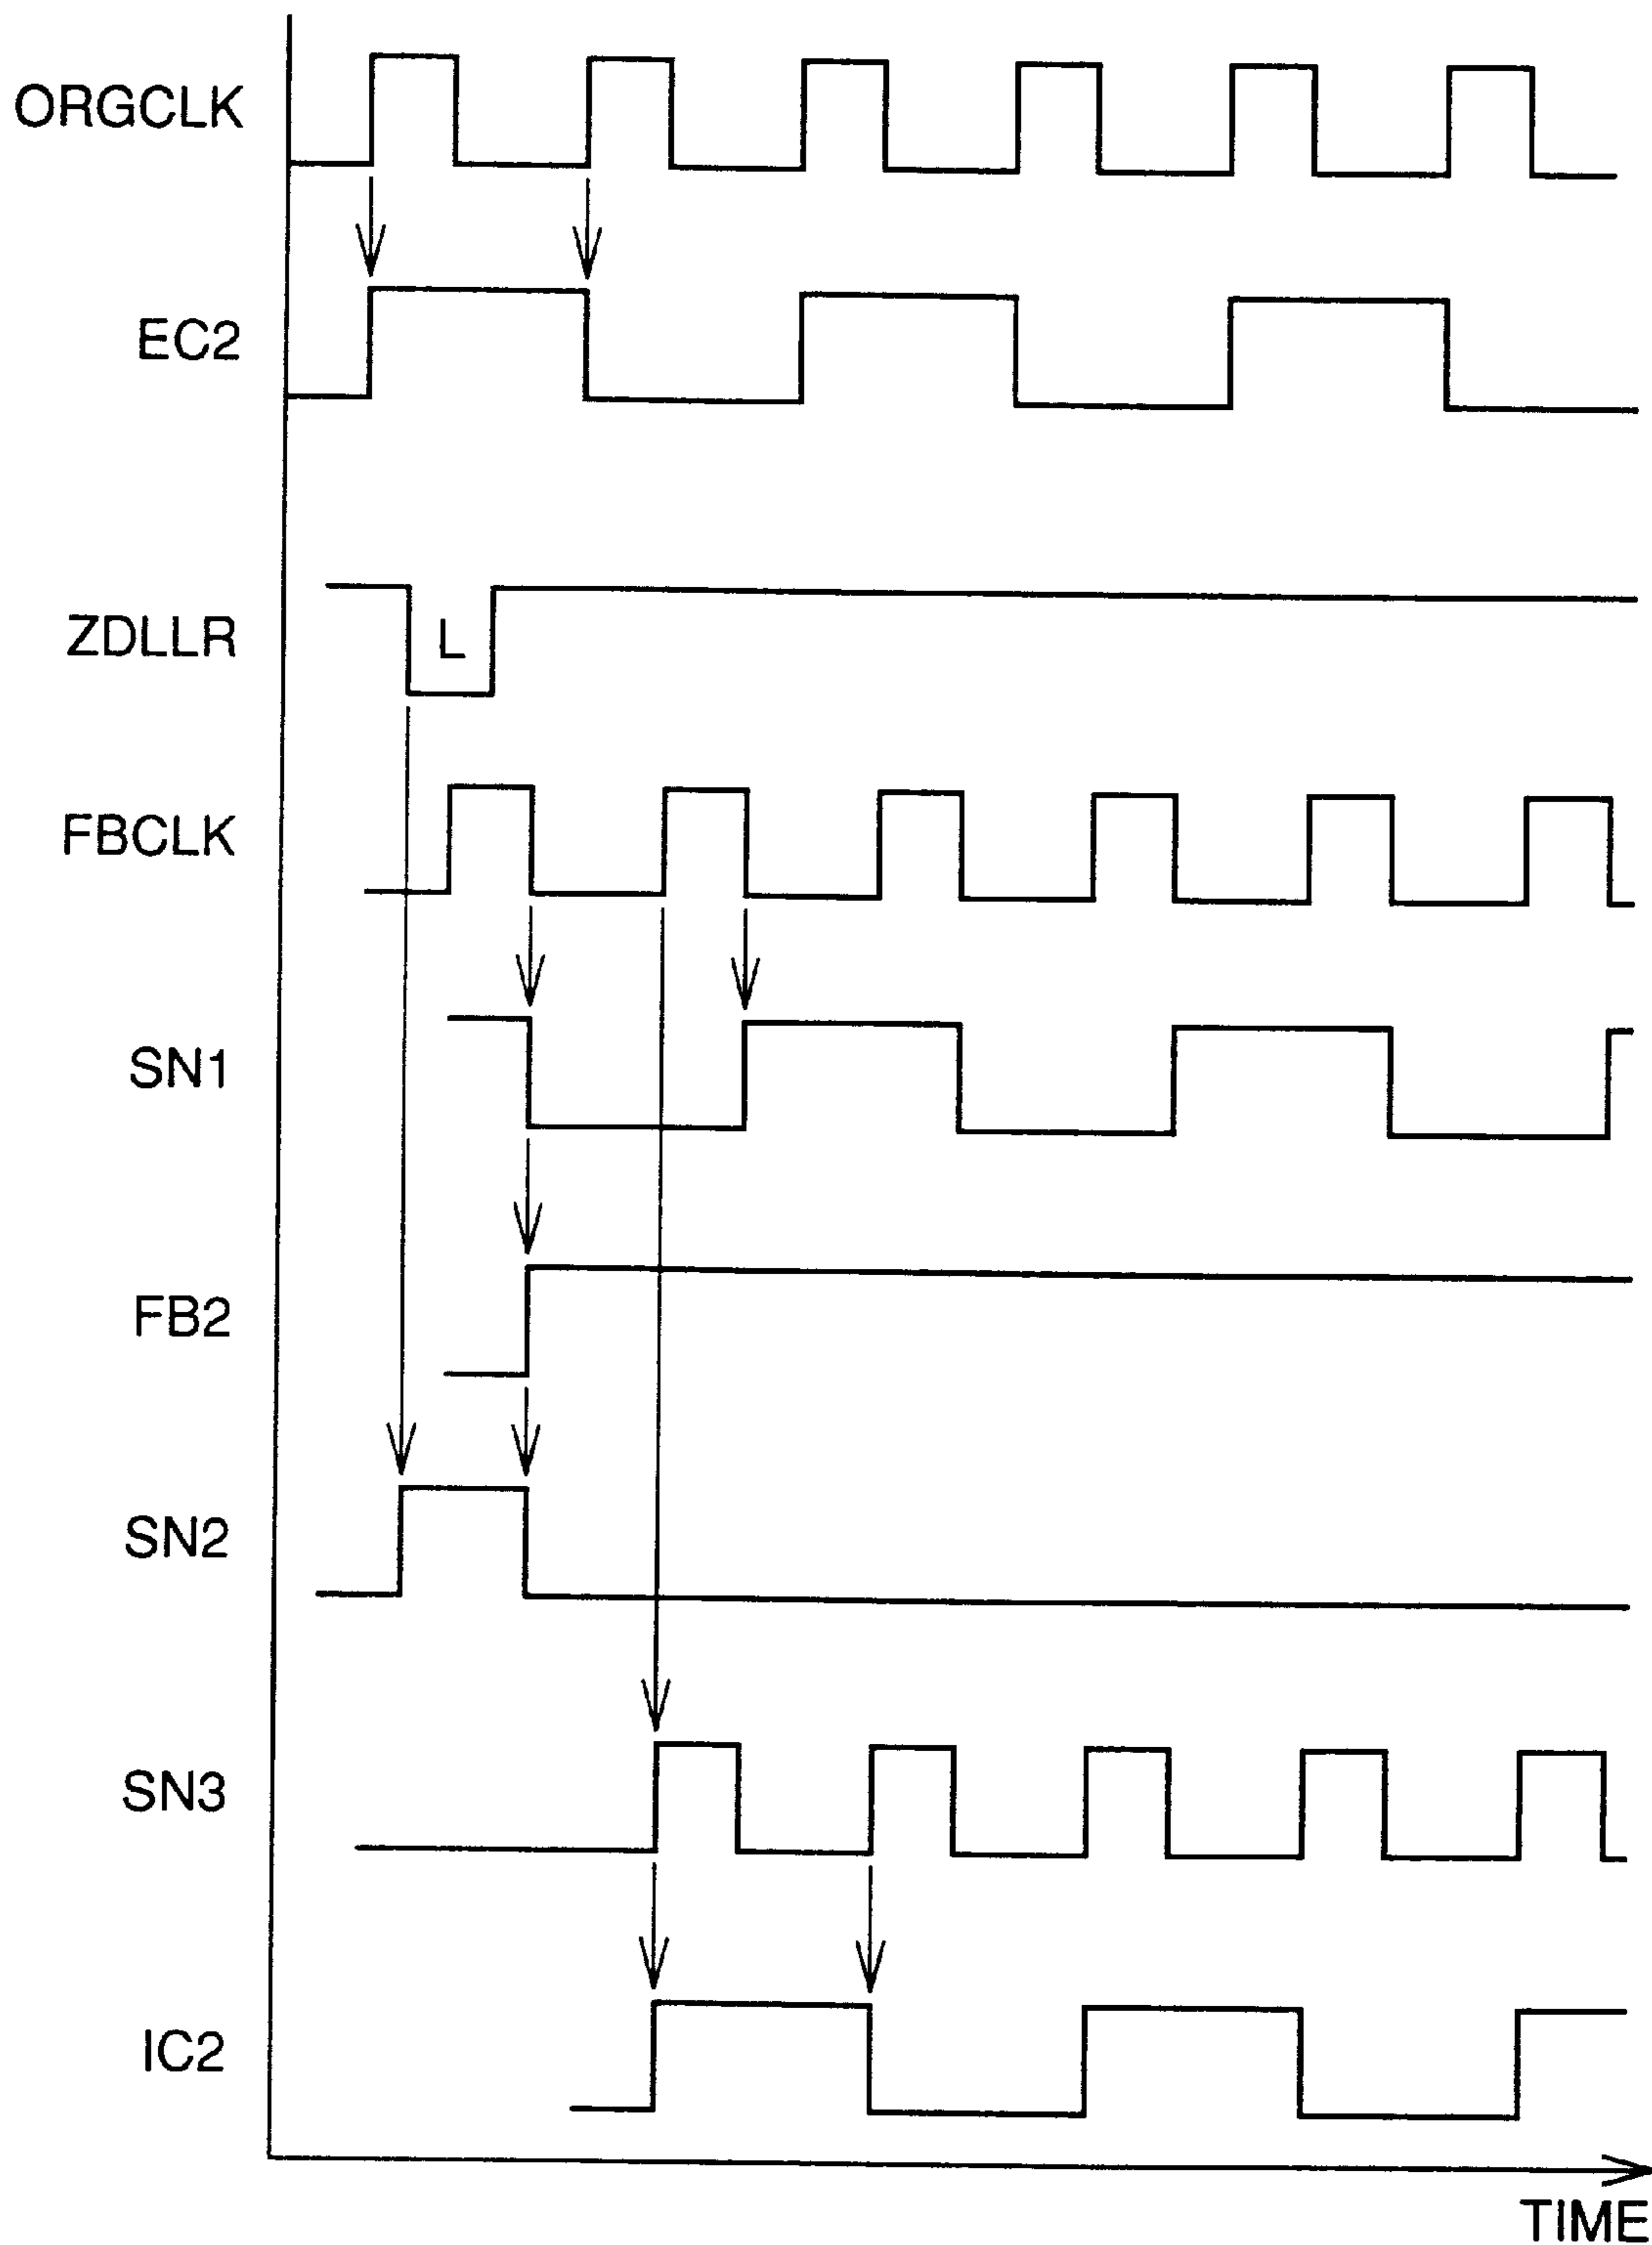 ORGCLK
EC2
ZDLLR
L
FBCLK
SN1
FB2
SN2
SN3
IC2
TIME